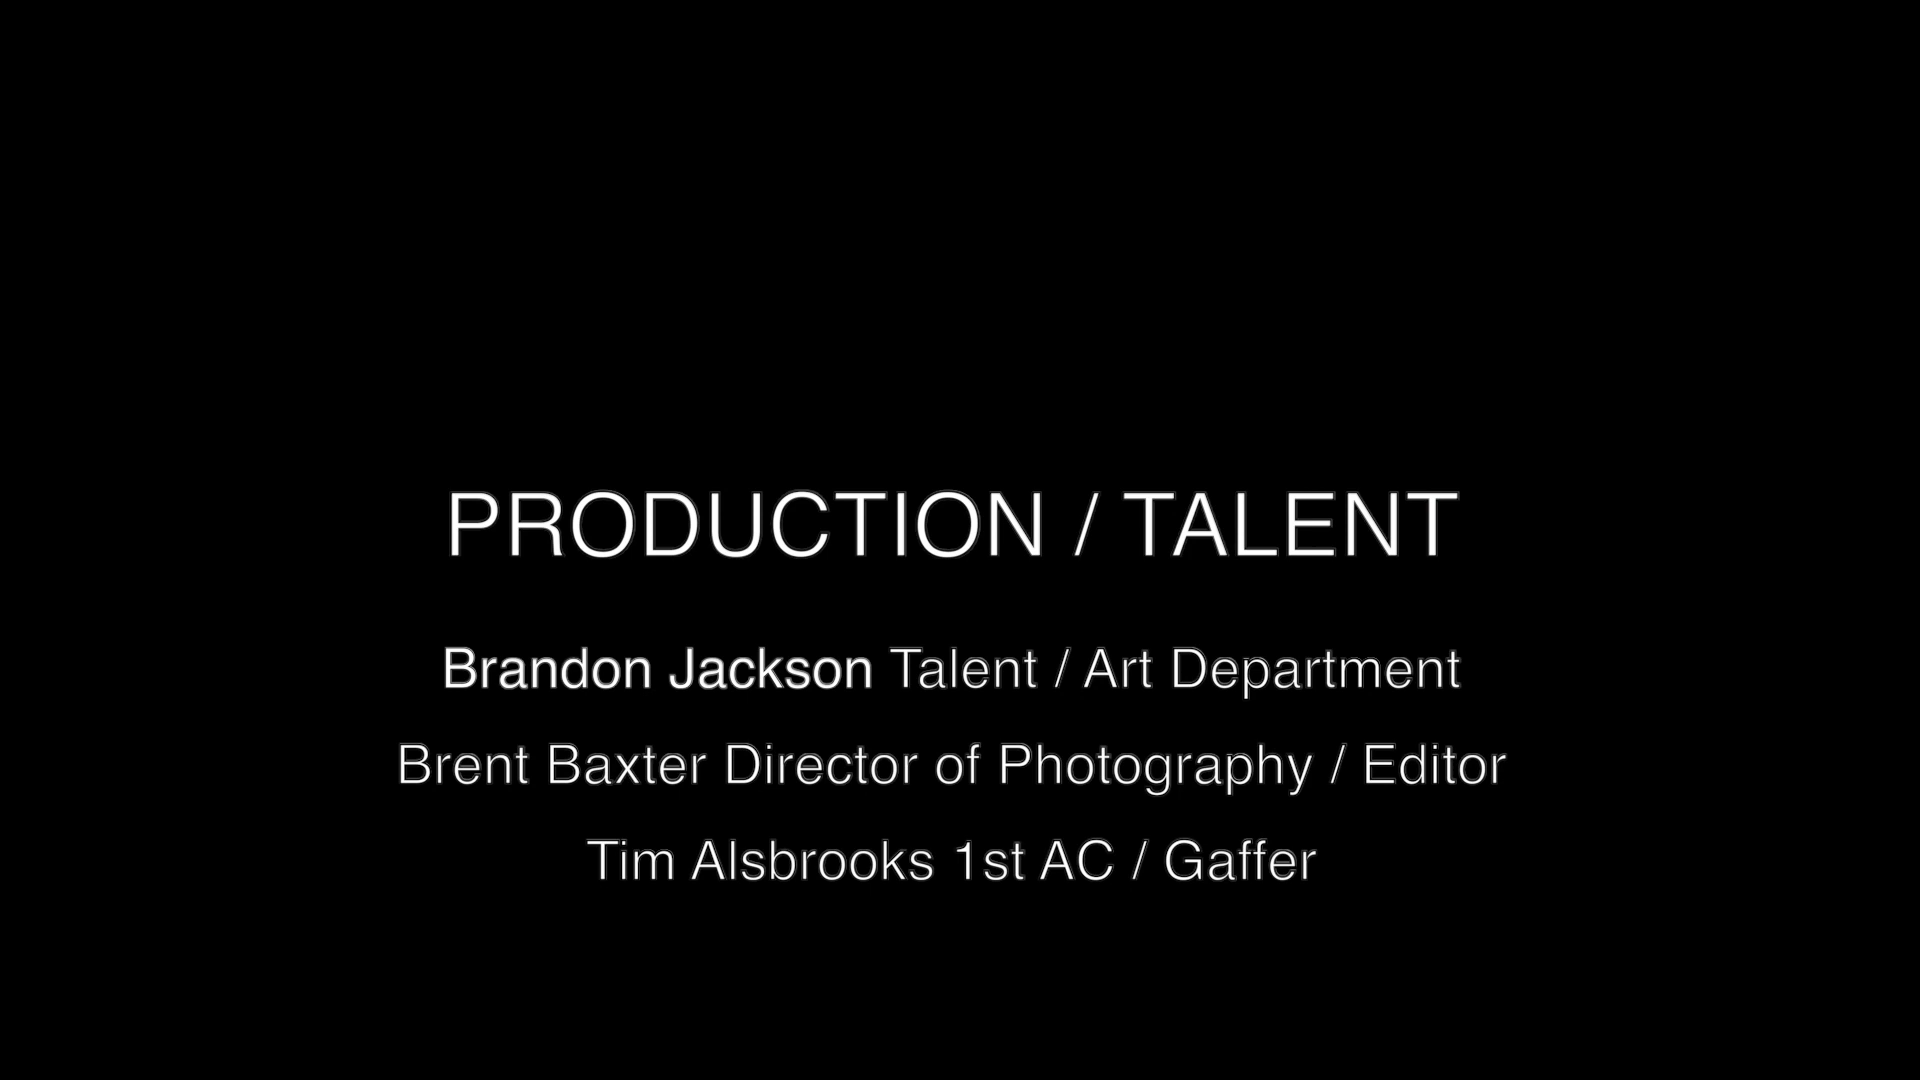 PRODUCTION / TALENT
Brandon Jackson Talent / Art Department
Brent Baxter Director of Photography / Editor
Tim Alsbrooks 1st AC / Gaffer